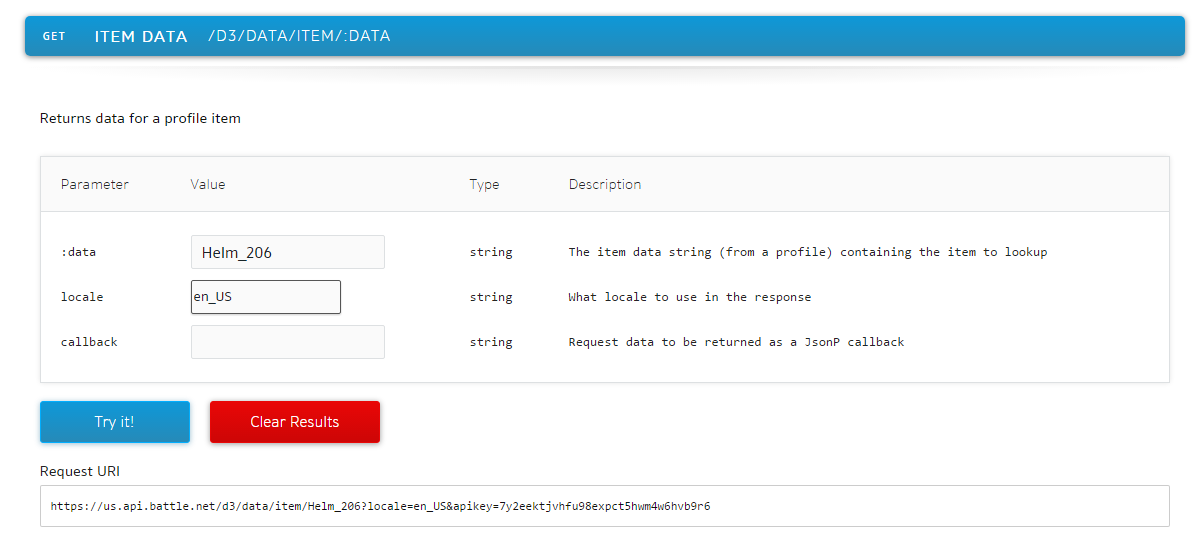 GET ITEM DATA /D3/DATA/ITEM/:DATA
Returns data for a profile item
Parameter Value Type Description
:data Helm_206 string The item data string (from a profile) containing the item to lookup
locale en_US string What locale to use in the response
callback string Request data to be returned as a JsonP callback
Try it! Clear Results
Request URI
https://us.api.battle.net/d3/data/item/Helm_206?locale=en_US&apikey=7y2eektjvhfu98expct5hwm4w6hvb9r6